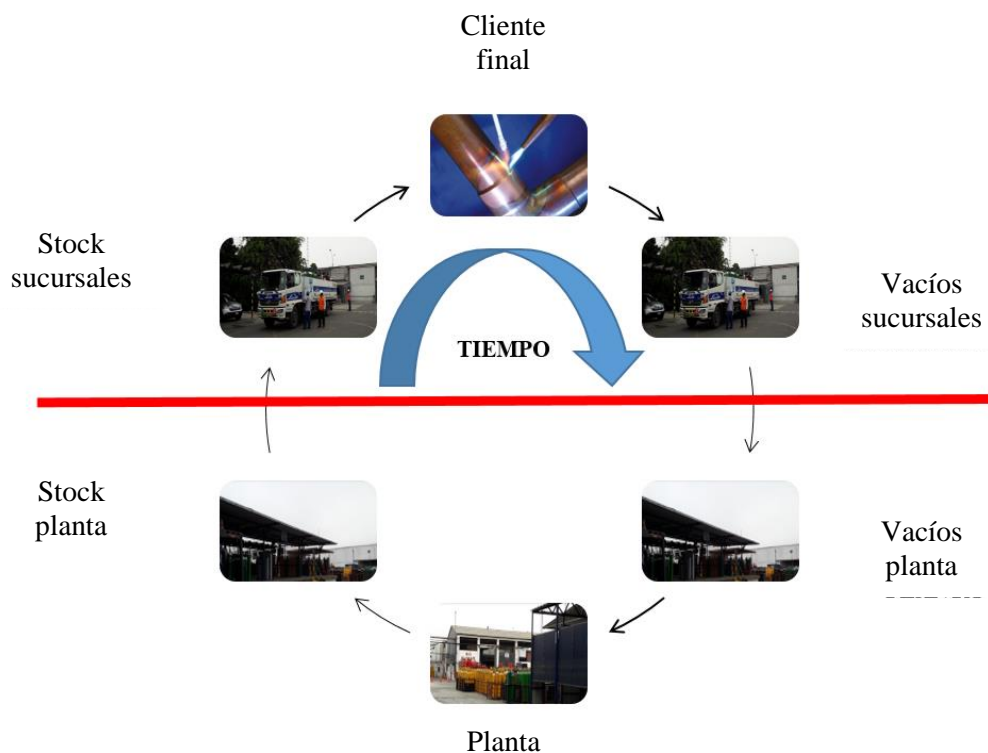 Cliente
final
Stock
sucursales
Vacíos
sucursales
TIEMPO
Stock
planta
Vacíos
planta
Planta